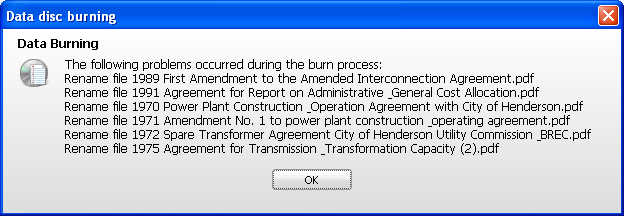 Data disc burning
Data Burning
The following problems occurred during the burn process:
Rename file 1989 First Amendment to the Amended Interconnection Agreement.pdf
Rename file 1991 Agreement for Report on Administrative _General Cost Allocation.pdf
Rename file 1970 Power Plant Construction _Operation Agreement with City of Henderson.pdf
Rename file 1971 Amendment No. 1 to power plant construction _operating agreement.pdf
Rename file 1972 Spare Transformer Agreement City of Henderson Utility Commission _BREC.pdf
Rename file 1975 Agreement for Transmission _Transformation Capacity (2).pdf
OK